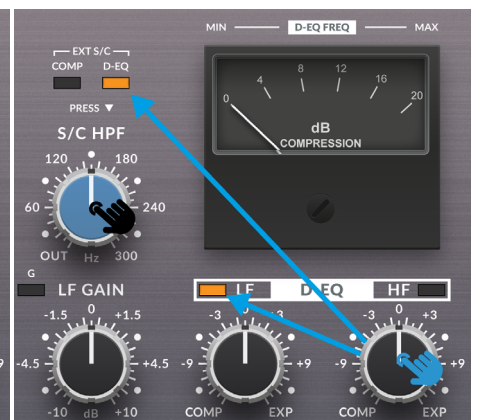 MIN D-EQ FREQ MAX
EXT S/C
COMP D-EQ
PRESS ▼
S/C HPF
120 180
60 240
OUT Hz 300
0 4 8 12 16 20
dB
COMPRESSION
G
LF GAIN
-1.5 0 +1.5
-4.5 +4.5
-10 dB +10
LF D-EQ HF
-3 0 +3
-9 +9
COMP EXP
-3 0 +3
-9 +9
COMP EXP
9